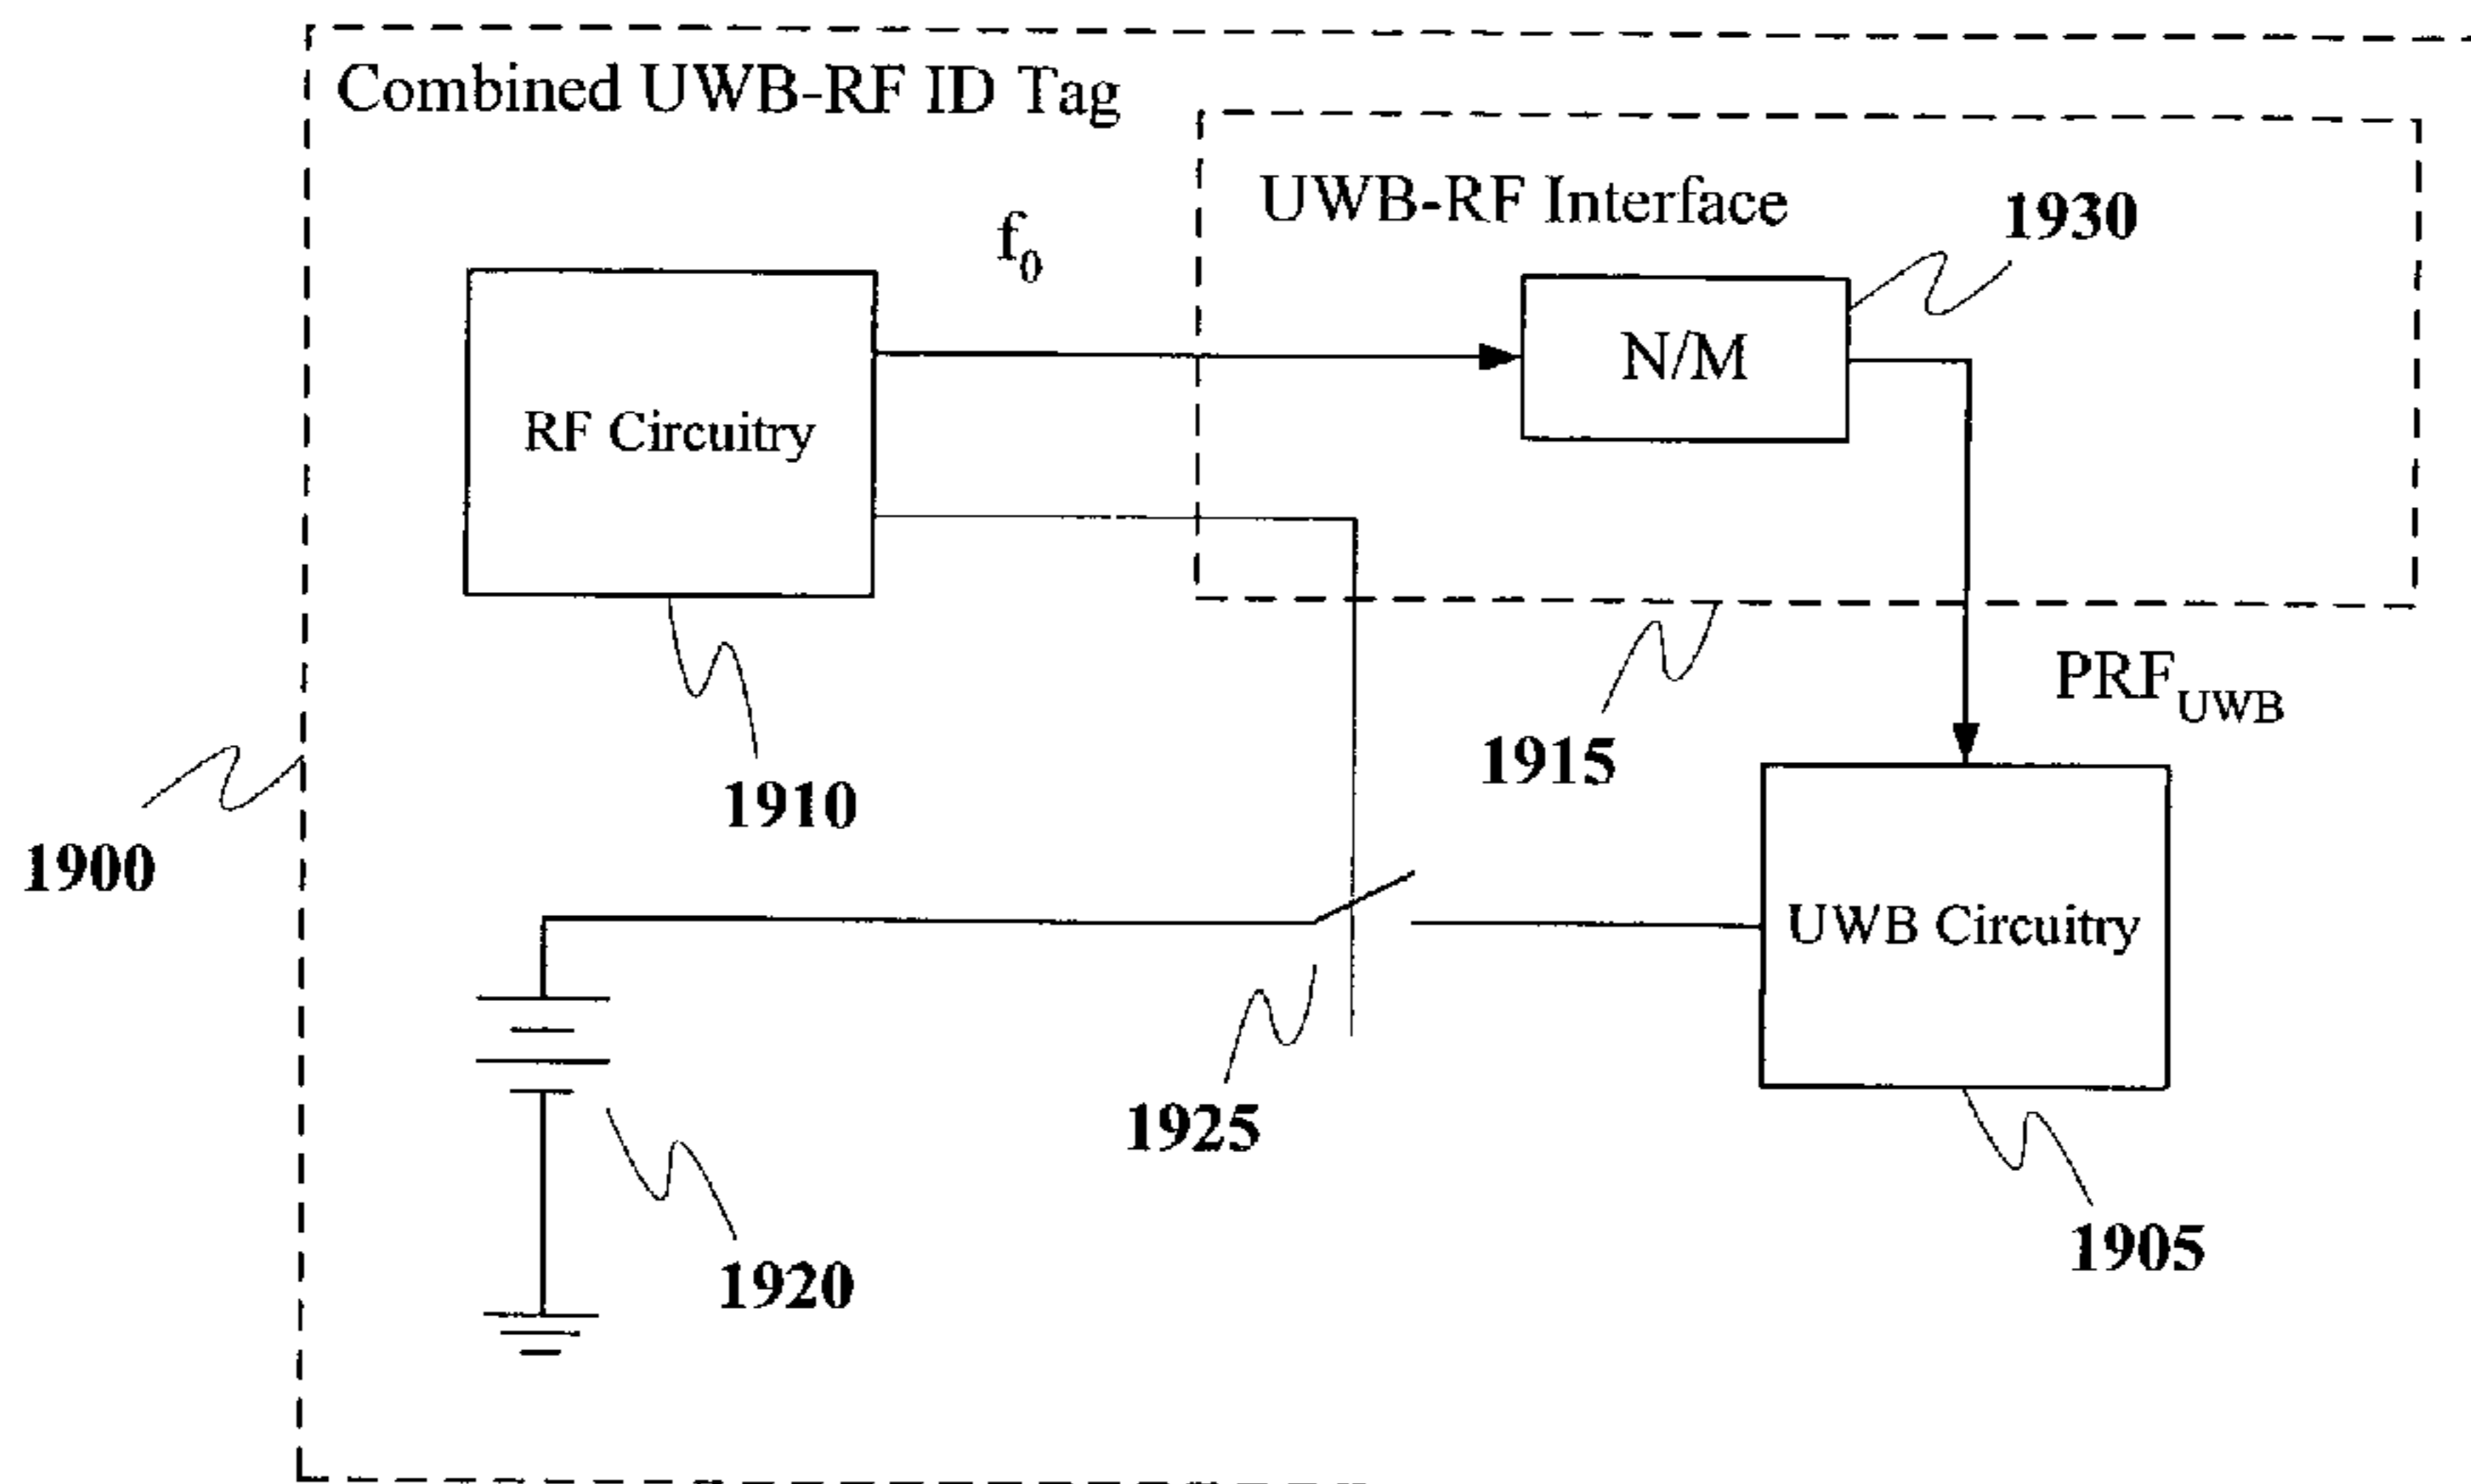 Combined UWB-RF ID Tag
UWB-RF Interface
1930
f0
N/M
RF Circuitry
PRFUWB
1915
1910
1900
UWB Circuitry
1925
1905
1920